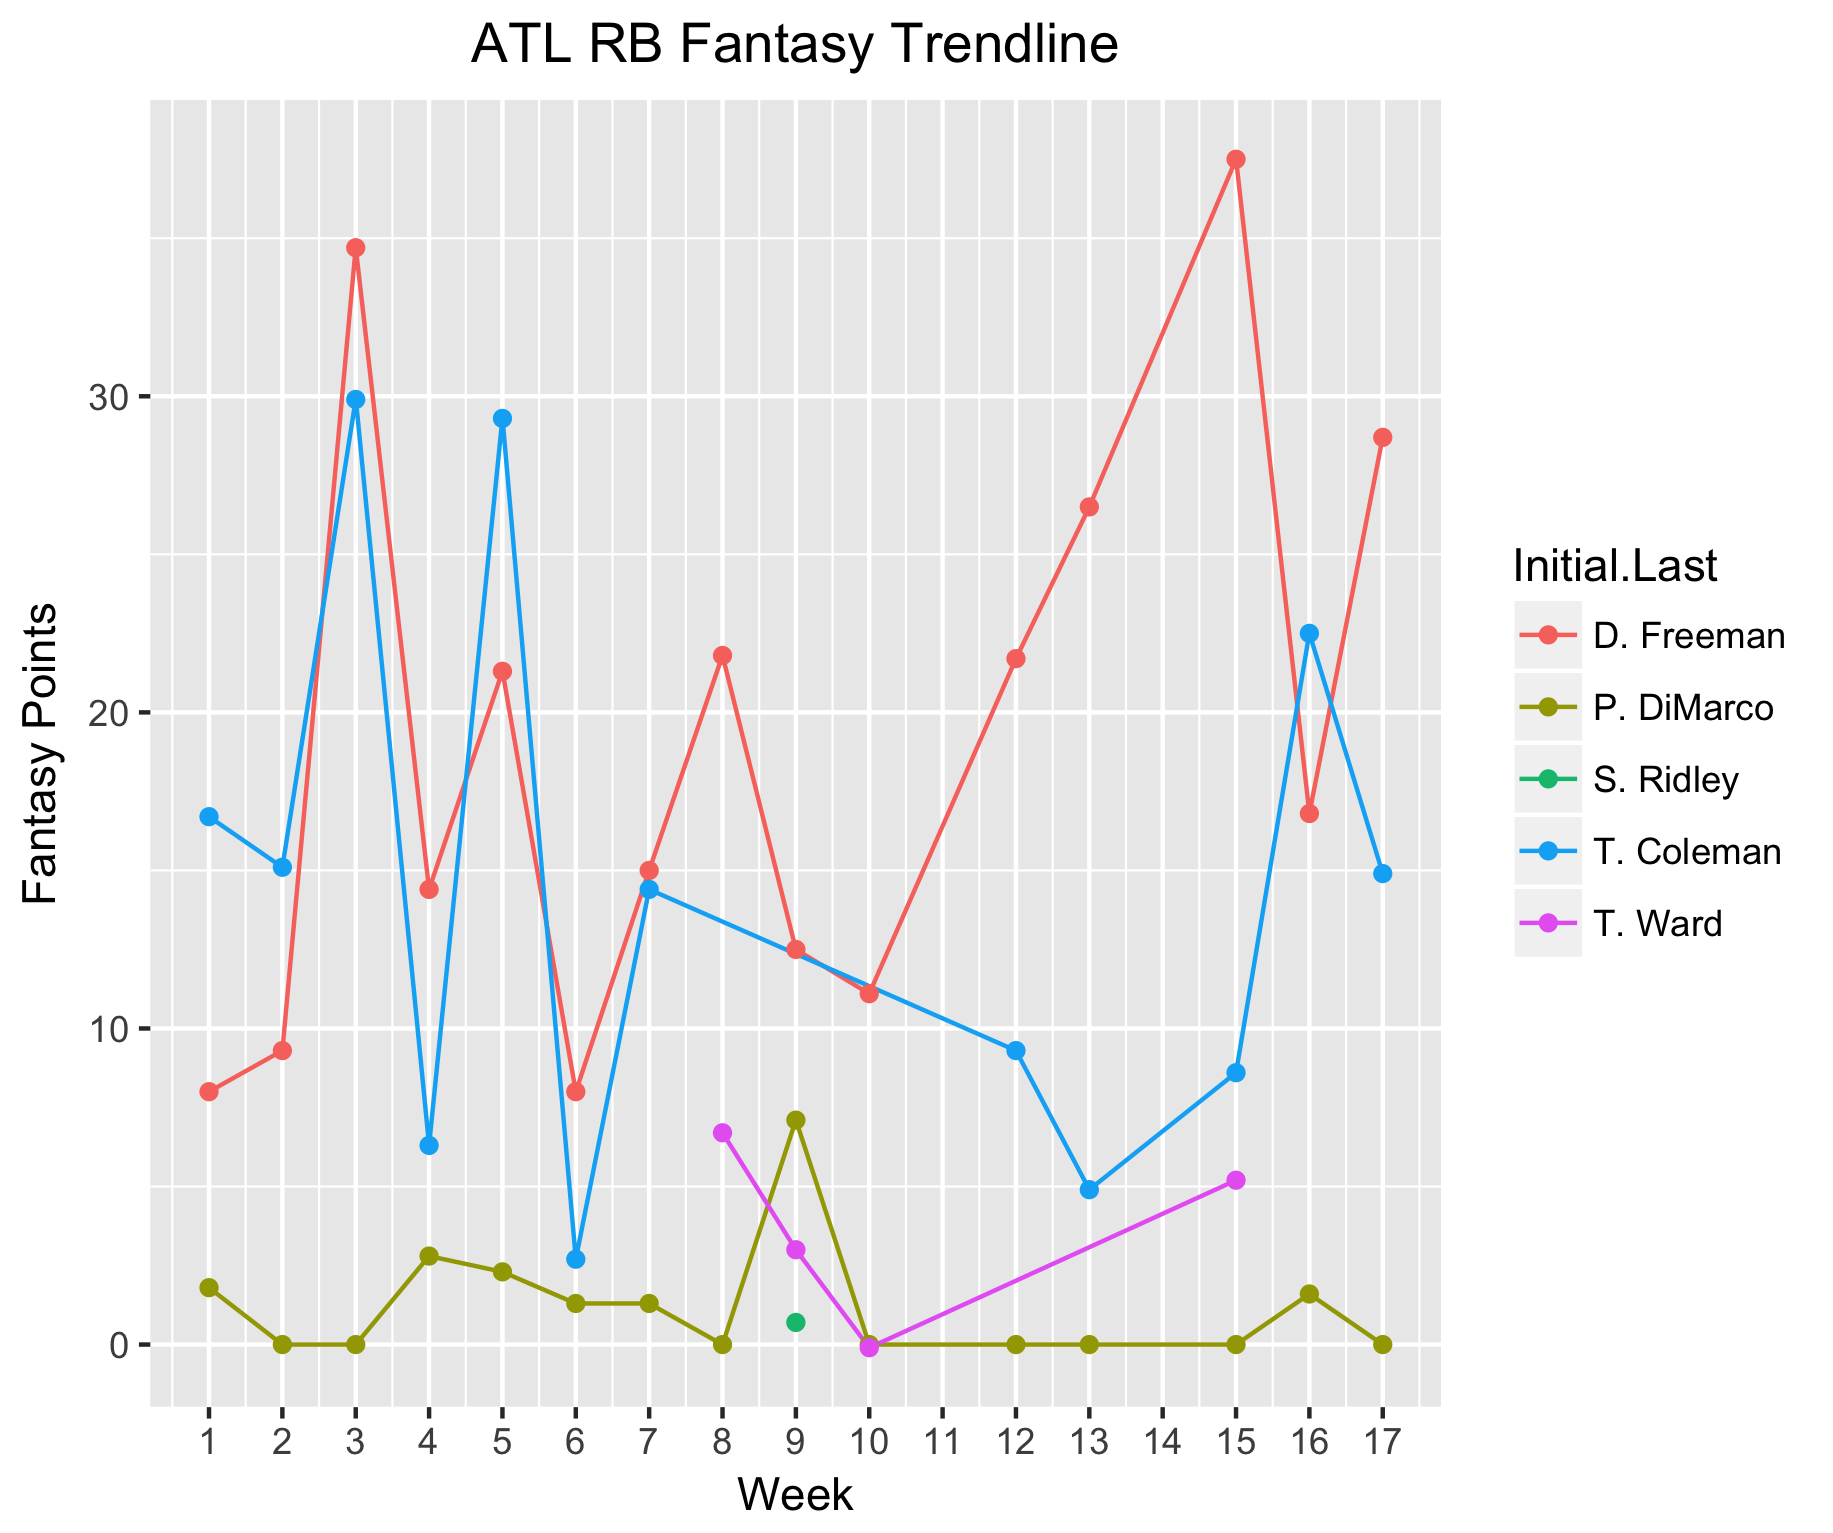 ATL RB Fantasy Trendline
Fantasy Points
30
20
10
0
1 2 3 4 5 6 7 8 9 10 11 12 13 14 15 16 17
Week
Initial.Last
D. Freeman
P. DiMarco
S. Ridley
T. Coleman
T. Ward